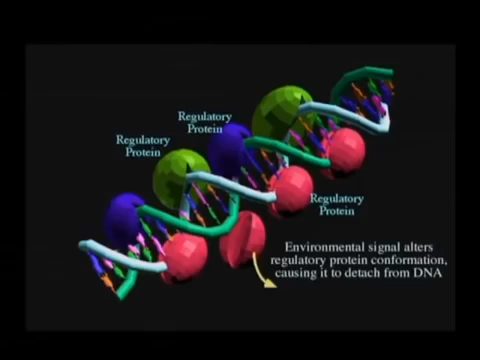 Regulatory
Protein
Regulatory
Protein
Regulatory
Protein
Environmental signal alters
regulatory protein conformation,
causing it to detach from DNA